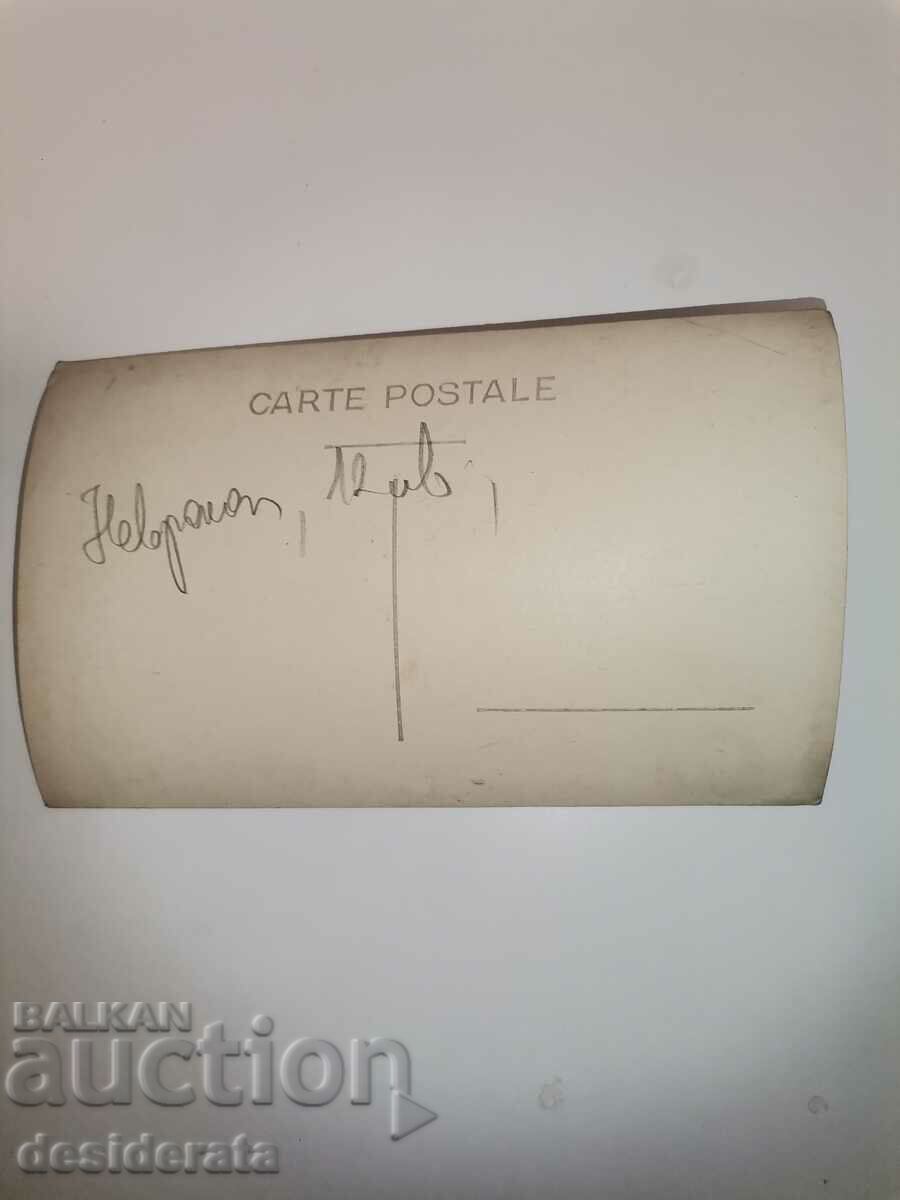 CARTE POSTALE
Неврокоп,
BALKAN
auction
desiderata